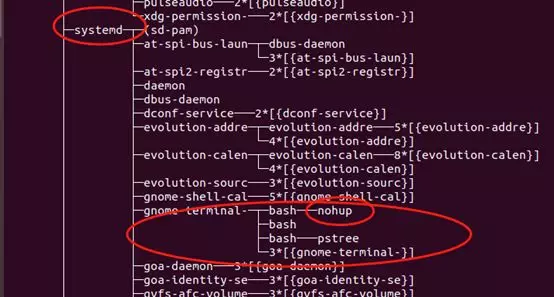 pulseaudio───2*[{pulseaudio}]
xdg-permission-───2*[{xdg-permission-}]
systemd─┬─(sd-pam)
├─at-spi-bus-laun─┬─dbus-daemon
│ └─3*[{at-spi-bus-laun}]
├─at-spi2-registr───2*[{at-spi2-registr}]
├─daemon
├─dbus-daemon
├─dconf-service───2*[{dconf-service}]
├─evolution-addre─┬─evolution-addre───5*[{evolution-addre}]
│ └─4*[{evolution-addre}]
├─evolution-calen─┬─evolution-calen───8*[{evolution-calen}]
│ └─4*[{evolution-calen}]
├─evolution-sourc───3*[{evolution-sourc}]
├─gnome-shell-cal───5*[{gnome-shell-cal}]
├─gnome-terminal-─┬─bash───nohup
│ ├─bash
│ ├─bash───pstree
│ └─3*[{gnome-terminal-}]
├─goa-daemon───3*[{goa-daemon}]
├─goa-identity-se───3*[{goa-identity-se}]
├─gvfs-afc-volume───3*[{gvfs-afc-volume}]